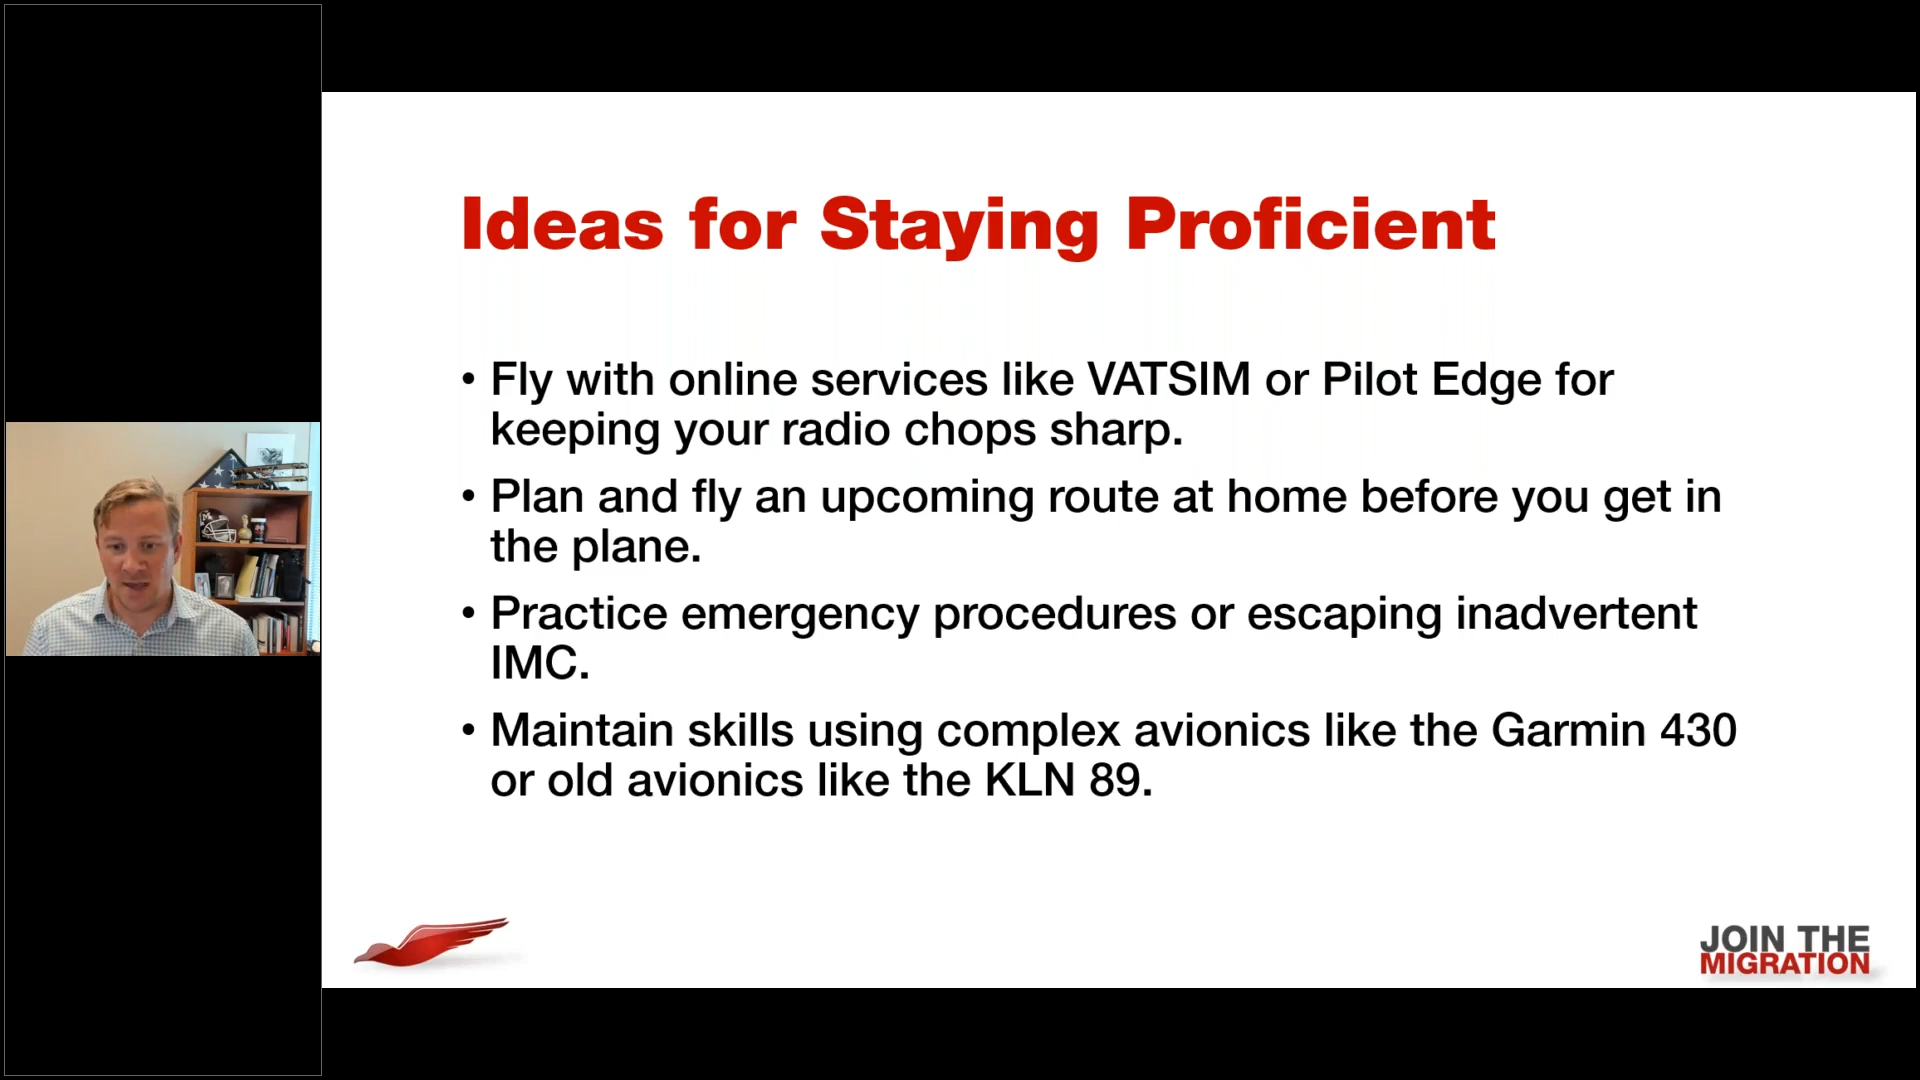 Ideas for Staying Proficient
• Fly with online services like VATSIM or Pilot Edge for
keeping your radio chops sharp.
• Plan and fly an upcoming route at home before you get in
the plane.
• Practice emergency procedures or escaping inadvertent
IMC.
• Maintain skills using complex avionics like the Garmin 430
or old avionics like the KLN 89.
JOIN THE
MIGRATION